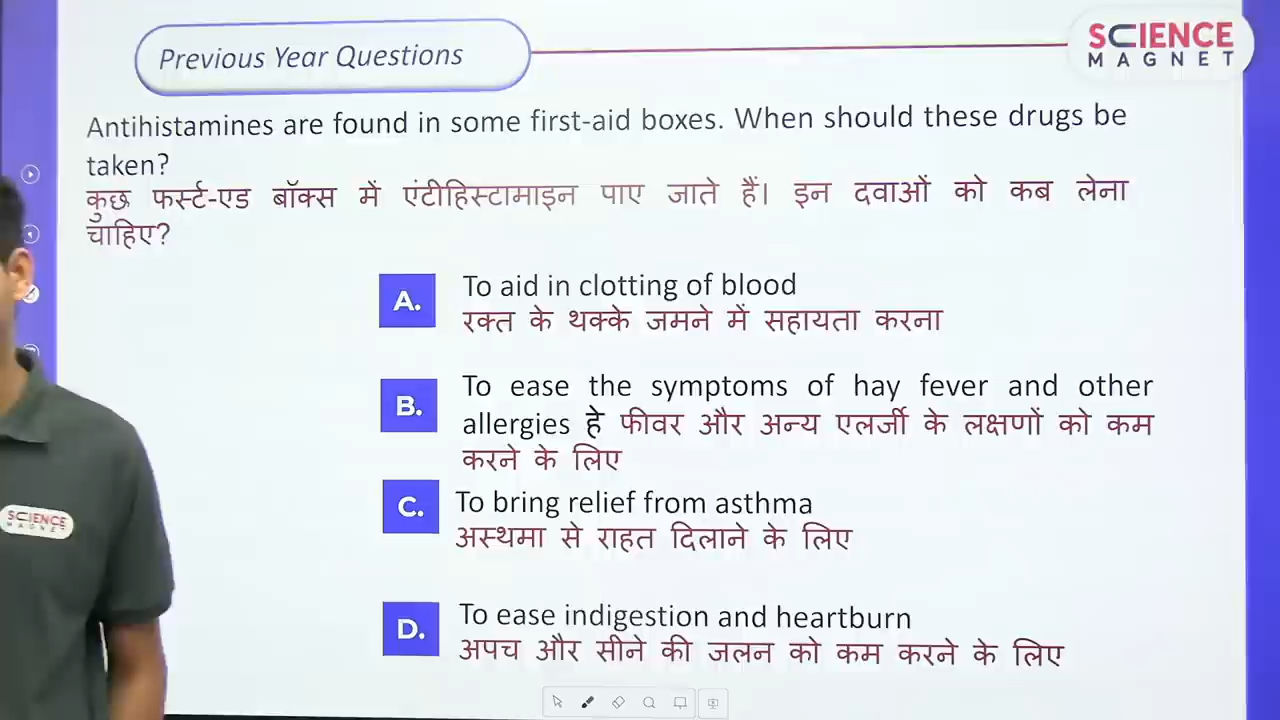 Previous Year Questions
SCIENCE
MAGNET
Antihistamines are found in some first-aid boxes. When should these drugs be
taken?
कुछ फर्स्ट-एड बॉक्स में एंटीहिस्टामाइन पाए जाते हैं। इन दवाओं को कब लेना
चाहिए?
A.
To aid in clotting of blood
रक्त के थक्के जमने में सहायता करना
B.
To ease the symptoms of hay fever and other
allergies हे फीवर और अन्य एलर्जी के लक्षणों को कम
करने के लिए
C.
To bring relief from asthma
अस्थमा से राहत दिलाने के लिए
D.
To ease indigestion and heartburn
अपच और सीने की जलन को कम करने के लिए
SCIENCE
MAGNET